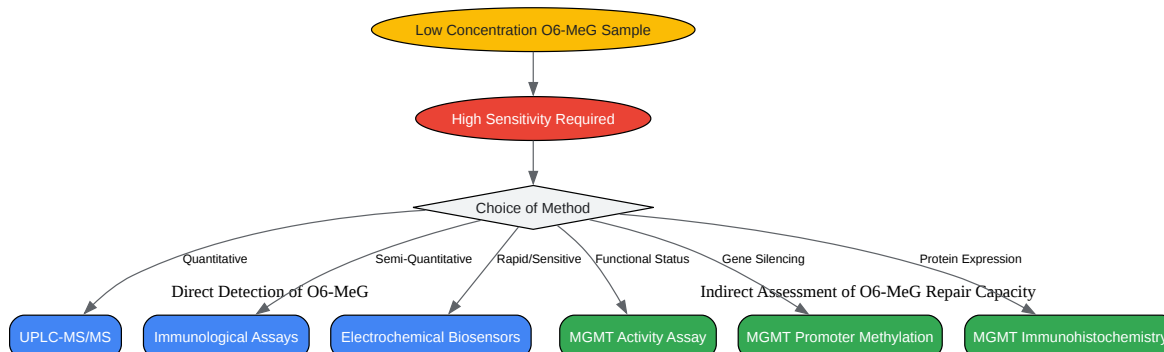 Low Concentration O6-MeG Sample
High Sensitivity Required
Choice of Method
Quantitative
Semi-Quantitative
Rapid/Sensitive
Functional Status
Gene Silencing
Protein Expression
Direct Detection of O6-MeG
Indirect Assessment of O6-MeG Repair Capacity
UPLC-MS/MS
Immunological Assays
Electrochemical Biosensors
MGMT Activity Assay
MGMT Promoter Methylation
MGMT Immunohistochemistry